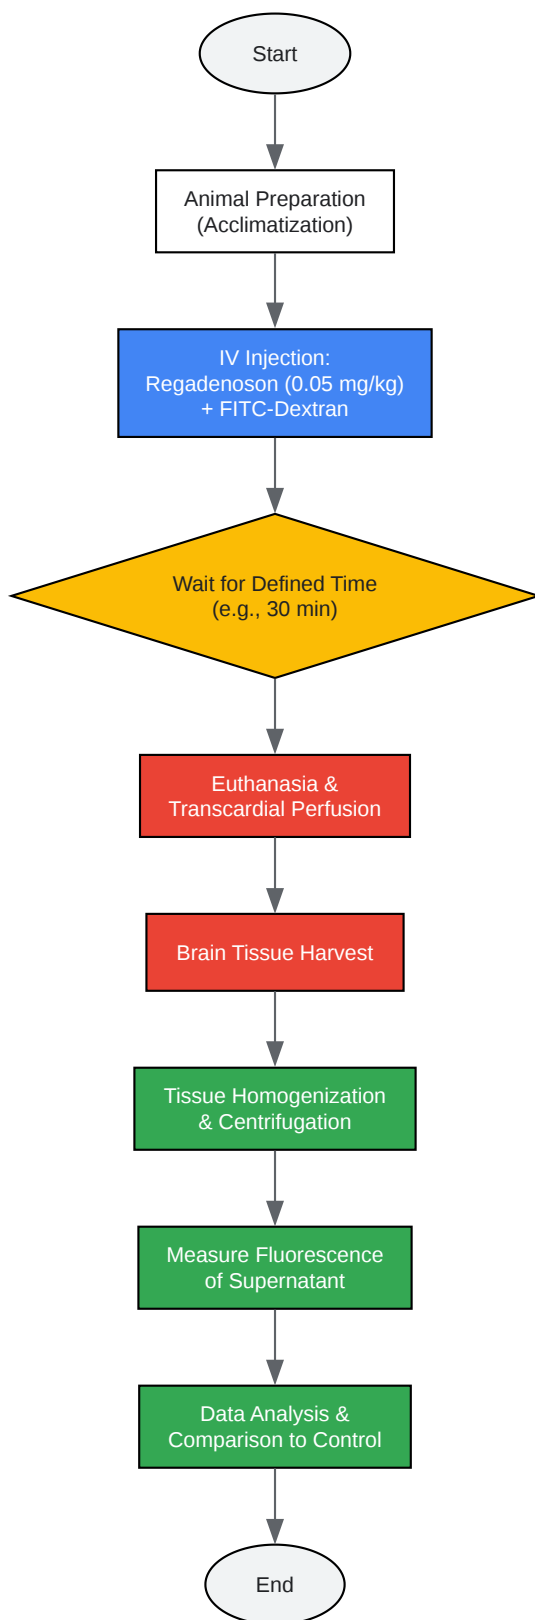 Start
Animal Preparation
(Acclimatization)
IV Injection:
Regadenoson (0.05 mg/kg)
+ FITC-Dextran
Wait for Defined Time
(e.g., 30 min)
Euthanasia &
Transcardial Perfusion
Brain Tissue Harvest
Tissue Homogenization
& Centrifugation
Measure Fluorescence
of Supernatant
Data Analysis &
Comparison to Control
End